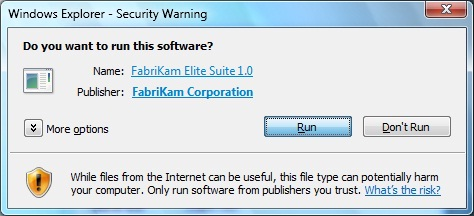 Windows Explorer - Security Warning
Do you want to run this software?
Name: FabriKam Elite Suite 1.0
Publisher: FabriKam Corporation
More options
Run
Don't Run
While files from the Internet can be useful, this file type can potentially harm
your computer. Only run software from publishers you trust. What's the risk?